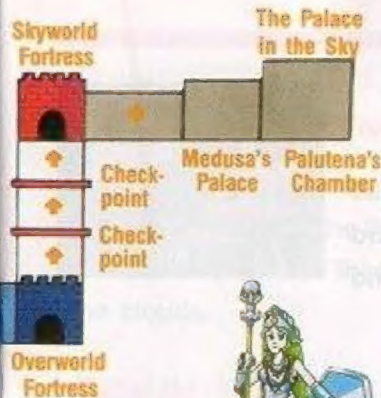 Skyworld
Fortress
The Palace
in the Sky
Medusa's
Palace
Palutena's
Chamber
Check-
point
Check-
point
Overworld
Fortress